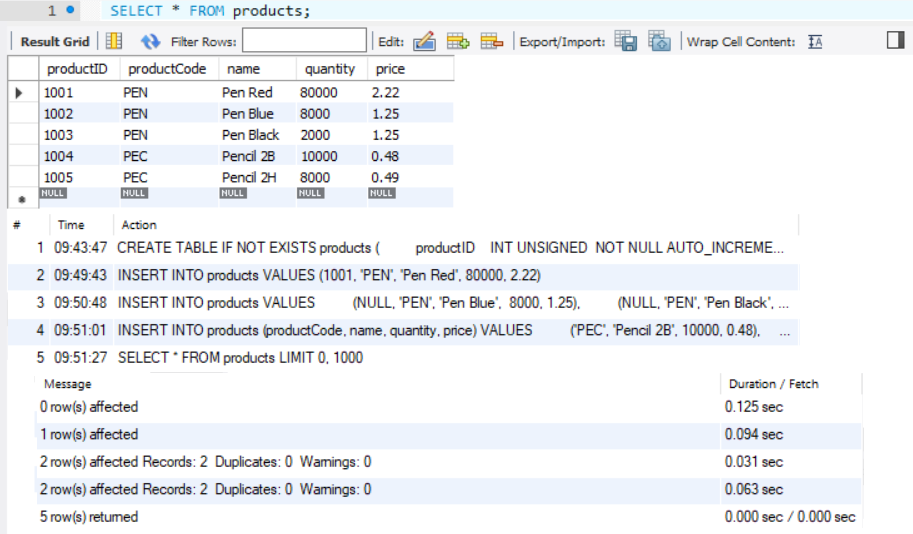 1 SELECT * FROM products;
Result Grid Filter Rows: Edit: Export/Import: Wrap Cell Content: IA
productID productCode name quantity price
1001 PEN Pen Red 80000 2.22
1002 PEN Pen Blue 8000 1.25
1003 PEN Pen Black 2000 1.25
1004 PEC Pencil 2B 10000 0.48
1005 PEC Pencil 2H 8000 0.49
NULL NULL NULL NULL NULL
# Time Action
1 09:43:47 CREATE TABLE IF NOT EXISTS products ( productID INT UNSIGNED NOT NULL AUTO_INCREME...
2 09:49:43 INSERT INTO products VALUES (1001, 'PEN', 'Pen Red', 80000, 2.22)
3 09:50:48 INSERT INTO products VALUES (NULL, 'PEN', 'Pen Blue', 8000, 1.25), (NULL, 'PEN', 'Pen Black', ...
4 09:51:01 INSERT INTO products (productCode, name, quantity, price) VALUES ('PEC', 'Pencil 2B', 10000, 0.48), ...
5 09:51:27 SELECT * FROM products LIMIT 0, 1000
Message Duration / Fetch
0 row(s) affected 0.125 sec
1 row(s) affected 0.094 sec
2 row(s) affected Records: 2 Duplicates: 0 Warnings: 0 0.031 sec
2 row(s) affected Records: 2 Duplicates: 0 Warnings: 0 0.063 sec
5 row(s) returned 0.000 sec / 0.000 sec